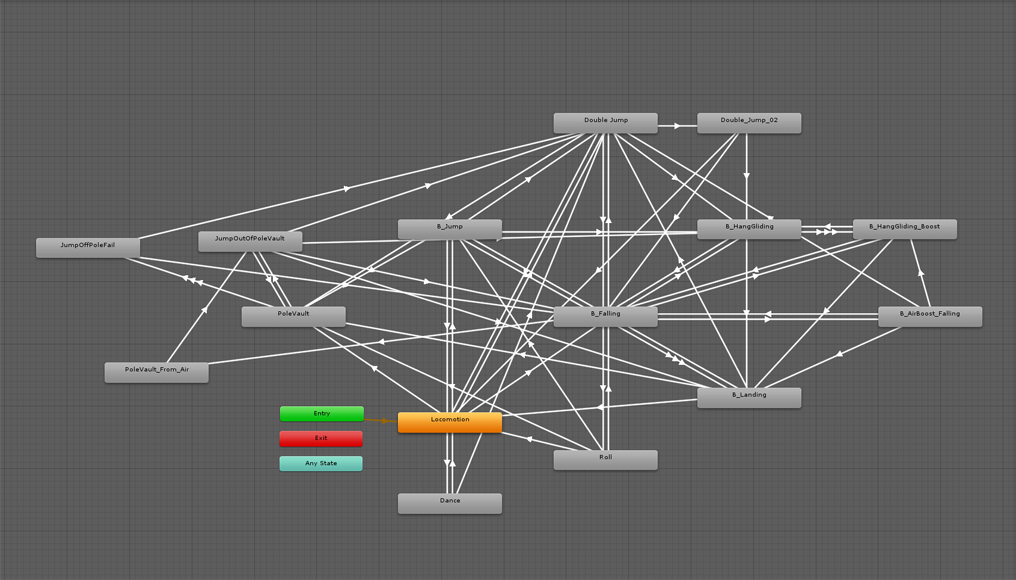 Double Jump
Double_Jump_02
B_Jump
B_HangGliding
B_HangGliding_Boost
JumpOffPoleFail
JumpOutOfPoleVault
PoleVault
B_Falling
B_AirBoost_Falling
PoleVault_From_Air
B_Landing
Entry
Locomotion
Exit
Roll
Any State
Dance